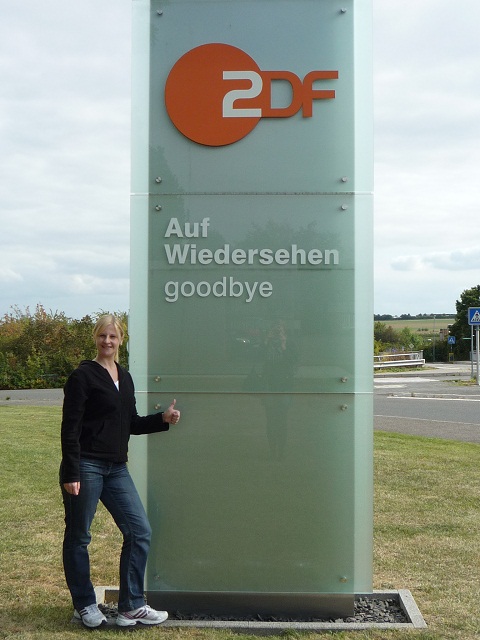 2DF
Auf
Wiedersehen
goodbye